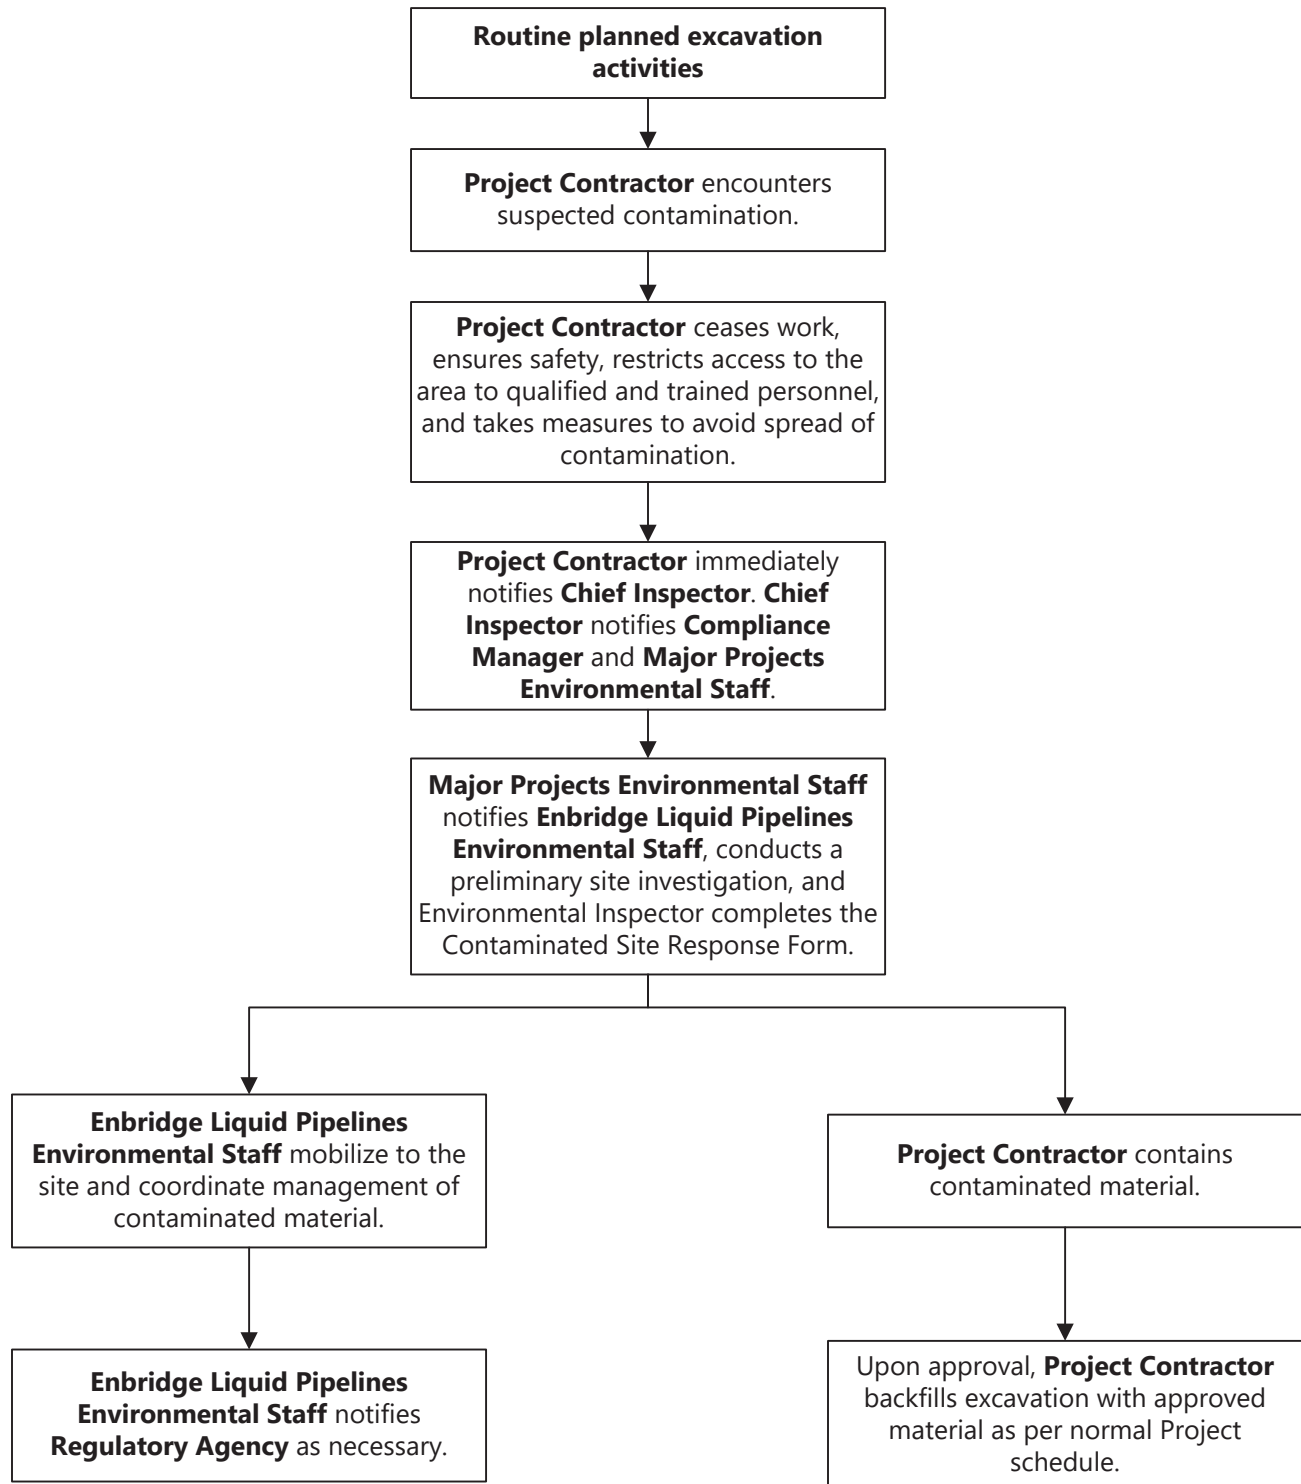 Routine planned excavation
activities
Project Contractor encounters
suspected contamination.
Project Contractor ceases work,
ensures safety, restricts access to the
area to qualified and trained personnel,
and takes measures to avoid spread of
contamination.
Project Contractor immediately
notifies Chief Inspector. Chief
Inspector notifies Compliance
Manager and Major Projects
Environmental Staff.
Major Projects Environmental Staff
notifies Enbridge Liquid Pipelines
Environmental Staff, conducts a
preliminary site investigation, and
Environmental Inspector completes the
Contaminated Site Response Form.
Enbridge Liquid Pipelines
Environmental Staff mobilize to the
site and coordinate management of
contaminated material.
Enbridge Liquid Pipelines
Environmental Staff notifies
Regulatory Agency as necessary.
Project Contractor contains
contaminated material.
Upon approval, Project Contractor
backfills excavation with approved
material as per normal Project
schedule.